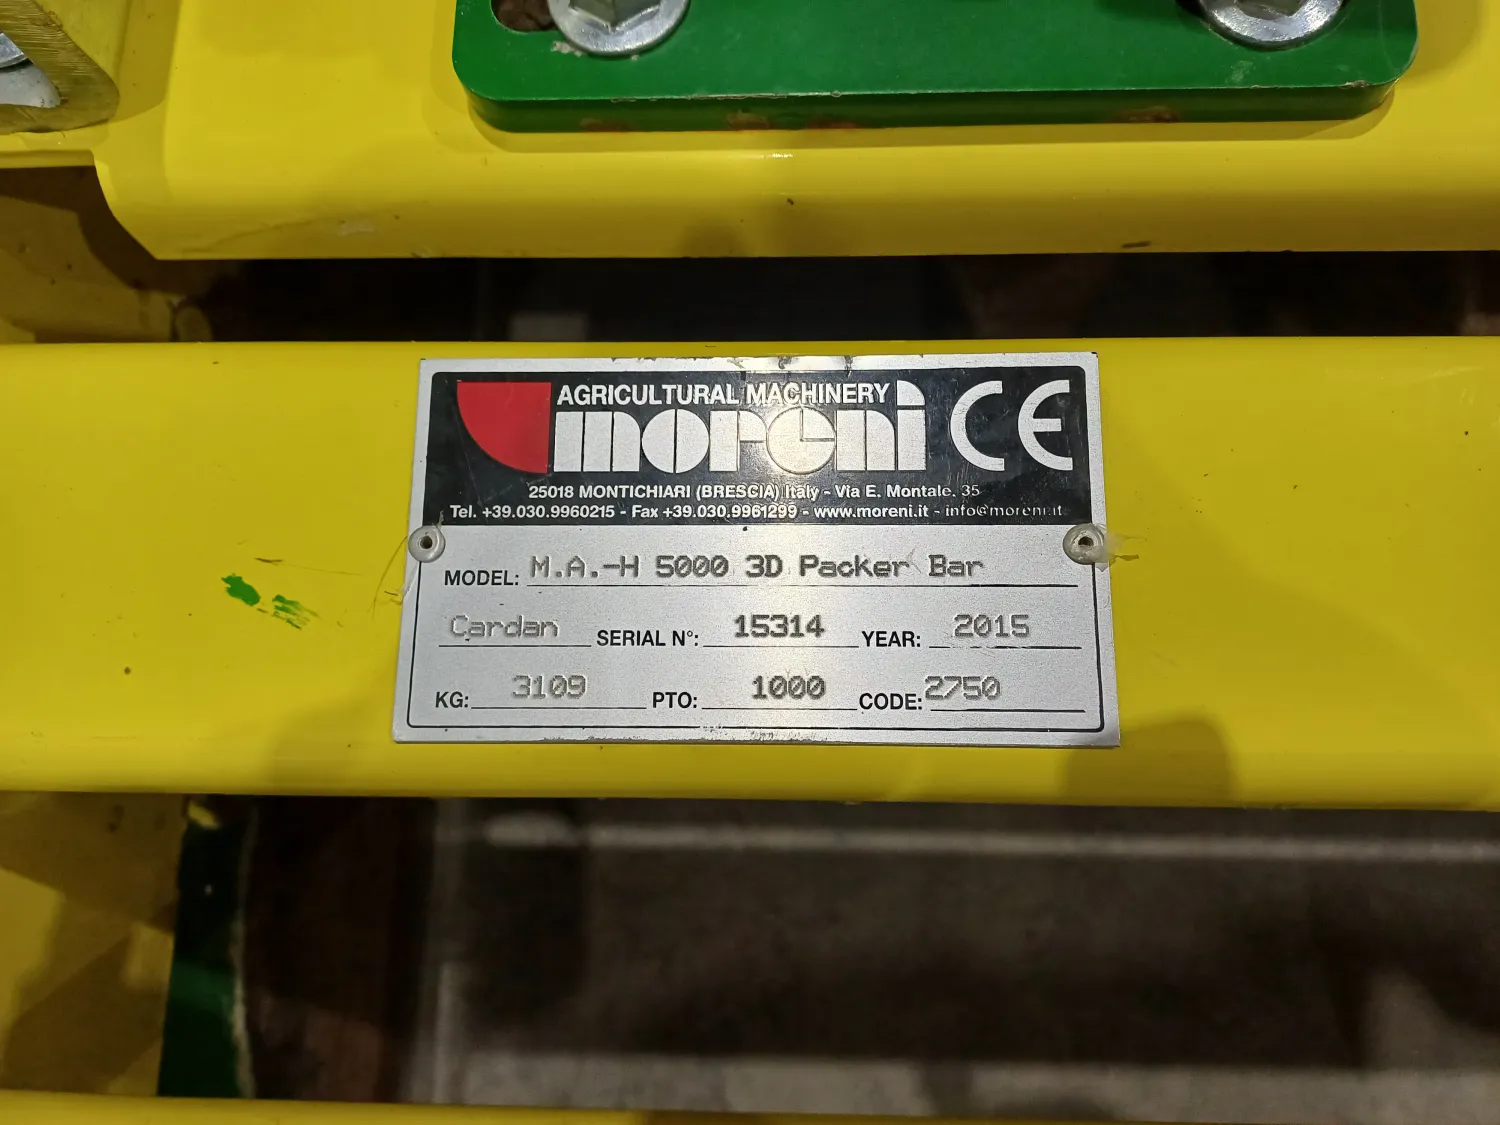 AGRICULTURAL MACHINERY
moreni CE
25018 MONTICHIARI (BRESCIA) Italy - Via E. Montale, 35
Tel. +39.030.9960215 - Fax +39.030.9961299 - www.moreni.it - info@moreni.it
MODEL: M.A.-H 5000 3D Packer Bar
Cardan SERIAL N°: 15314 YEAR: 2015
KG: 3109 PTO: 1000 CODE: 2750